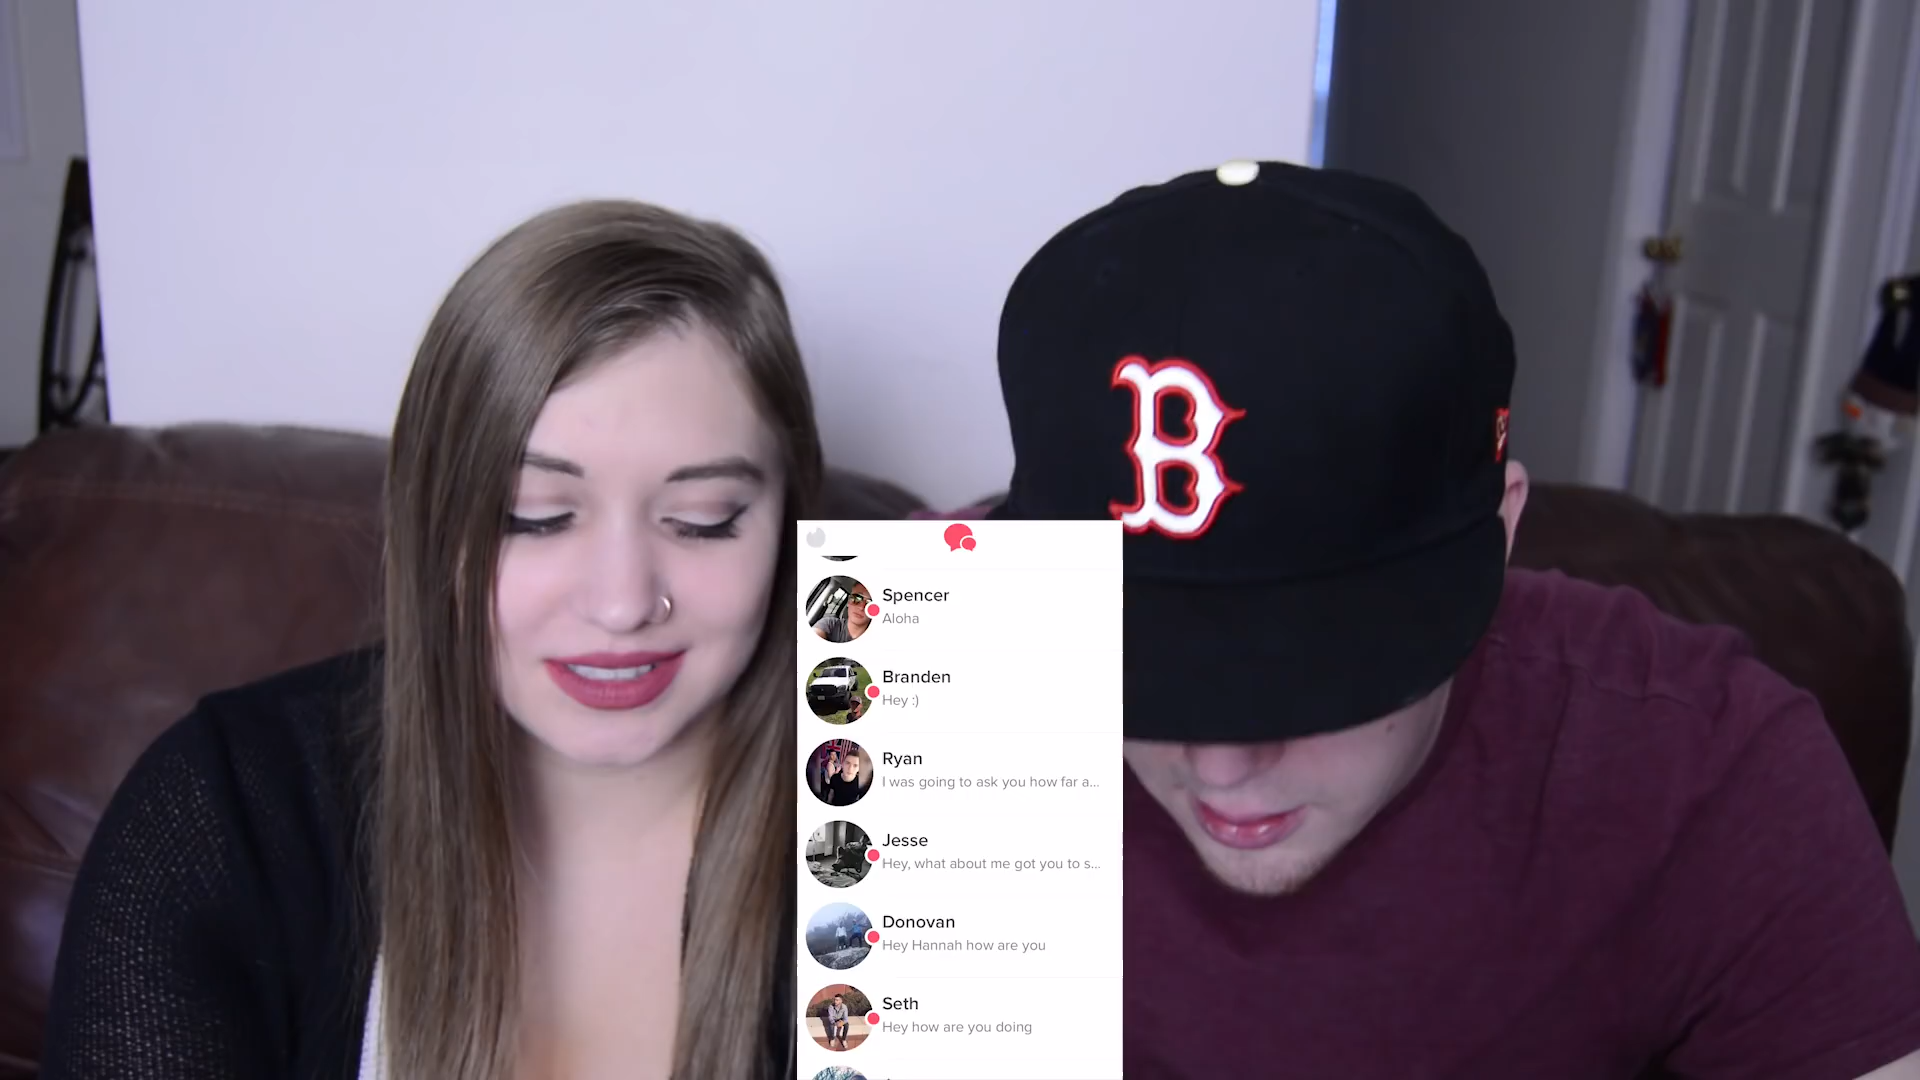 B
Spencer
Aloha
Branden
Hey :)
Ryan
I was going to ask you how far a...
Jesse
Hey, what about me got you to s...
Donovan
Hey Hannah how are you
Seth
Hey how are you doing